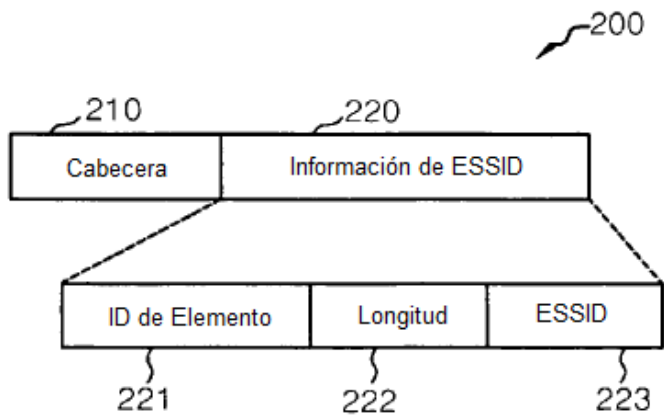 200
210 220
Cabecera Información de ESSID
ID de Elemento Longitud ESSID
221 222 223